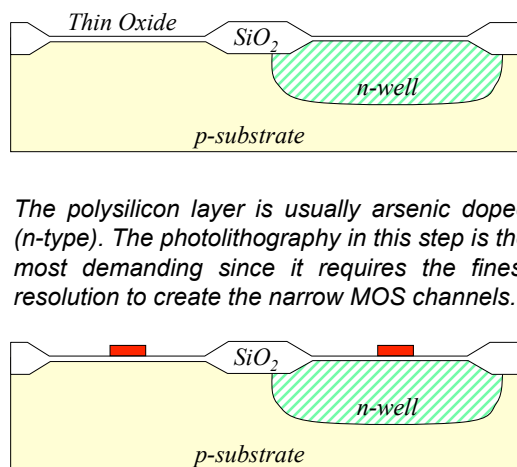 Thin Oxide
SiO2
n-well
p-substrate
The polysilicon layer is usually arsenic dope
(n-type). The photolithography in this step is th
most demanding since it requires the fines
resolution to create the narrow MOS channels.
SiO2
n-well
p-substrate